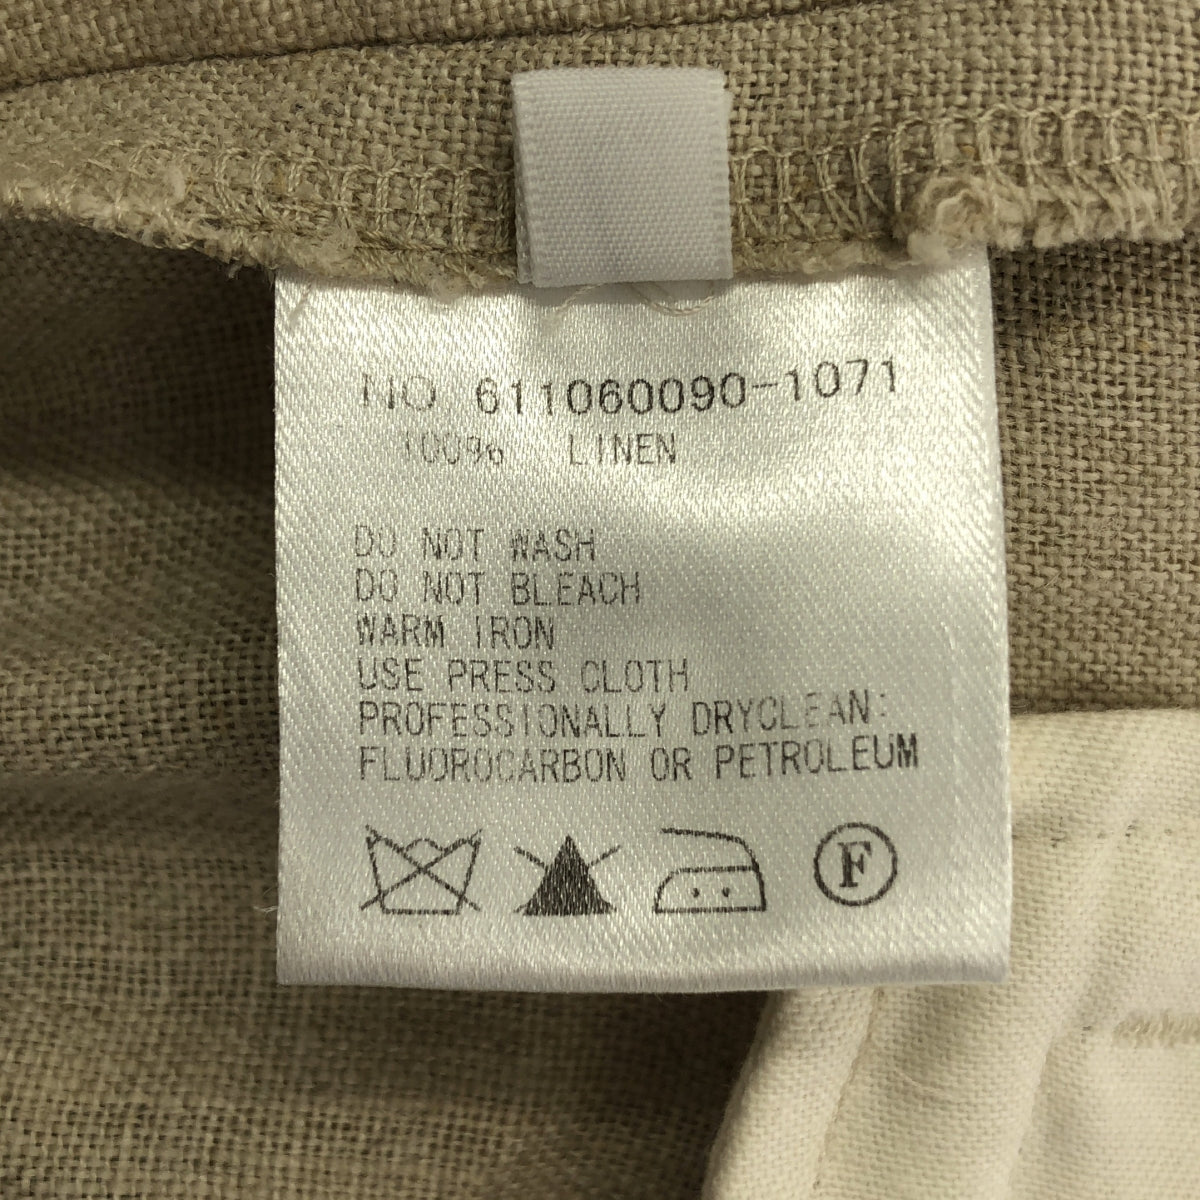 NO 611060090-1071
100% LINEN
DO NOT WASH
DO NOT BLEACH
WARM IRON
USE PRESS CLOTH
PROFESSIONALLY DRYCLEAN:
FLUOROCARBON OR PETROLEUM
F